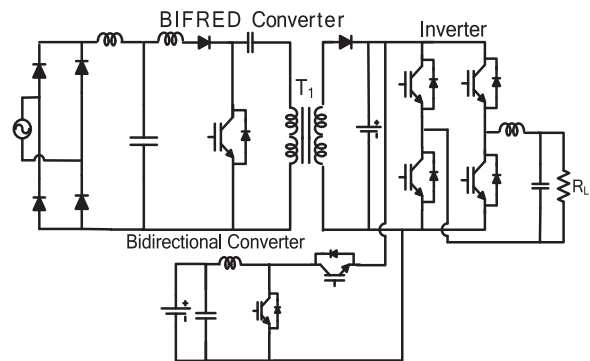 BIFRED Converter
Inverter
T1
RL
Bidirectional Converter